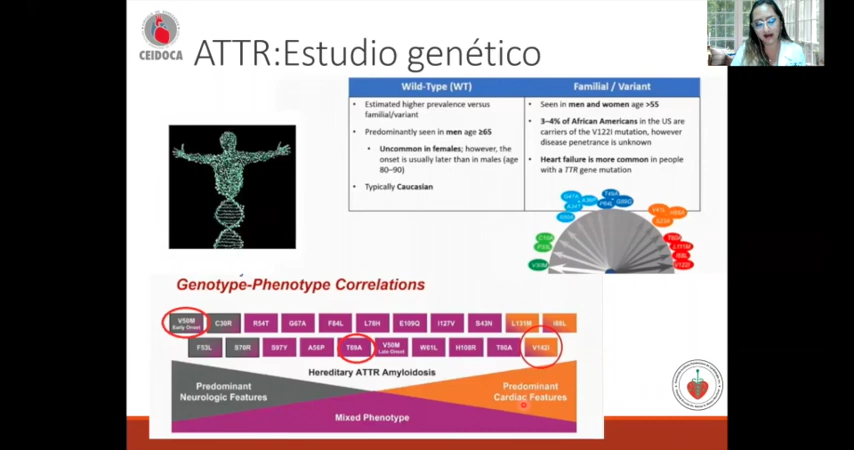 CEIDOCA
ATTR:Estudio genético
Wild-Type (WT)
Familial / Variant
Estimated higher prevalence versus
familial/variant
Predominantly seen in men age ≥65
Uncommon in females; however, the
onset is usually later in males (age
80–90)
Typically Caucasian
Seen in men and women age >55
3–4% of African Americans in the US are
carriers of the V122I mutation, however
disease penetrance is unknown
Heart failure is more common in people
with a TTR gene mutation
V30M
Genotype-Phenotype Correlations
V50M
Early Onset
C30R
R54T
G67A
F84L
L78H
E109Q
I127V
S43N
L131M
I88L
F53L
S70R
S97Y
A56P
T69A
V50M
Late Onset
W61L
H108R
T80A
V142I
Hereditary ATTR Amyloidosis
Predominant
Neurologic Features
Predominant
Cardiac Features
Mixed Phenotype